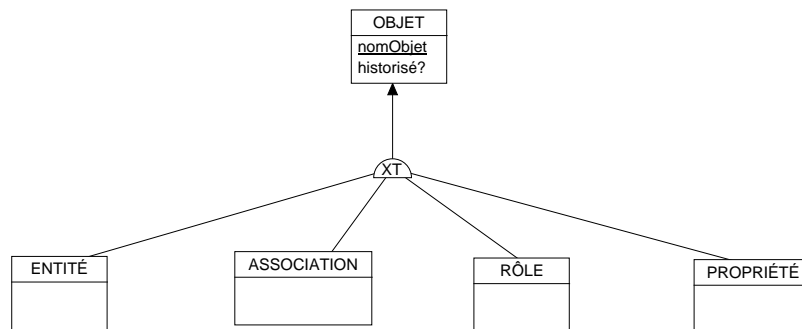 OBJET
nomObjet
historisé?
XT
ENTITÉ
ASSOCIATION
RÔLE
PROPRIÉTÉ